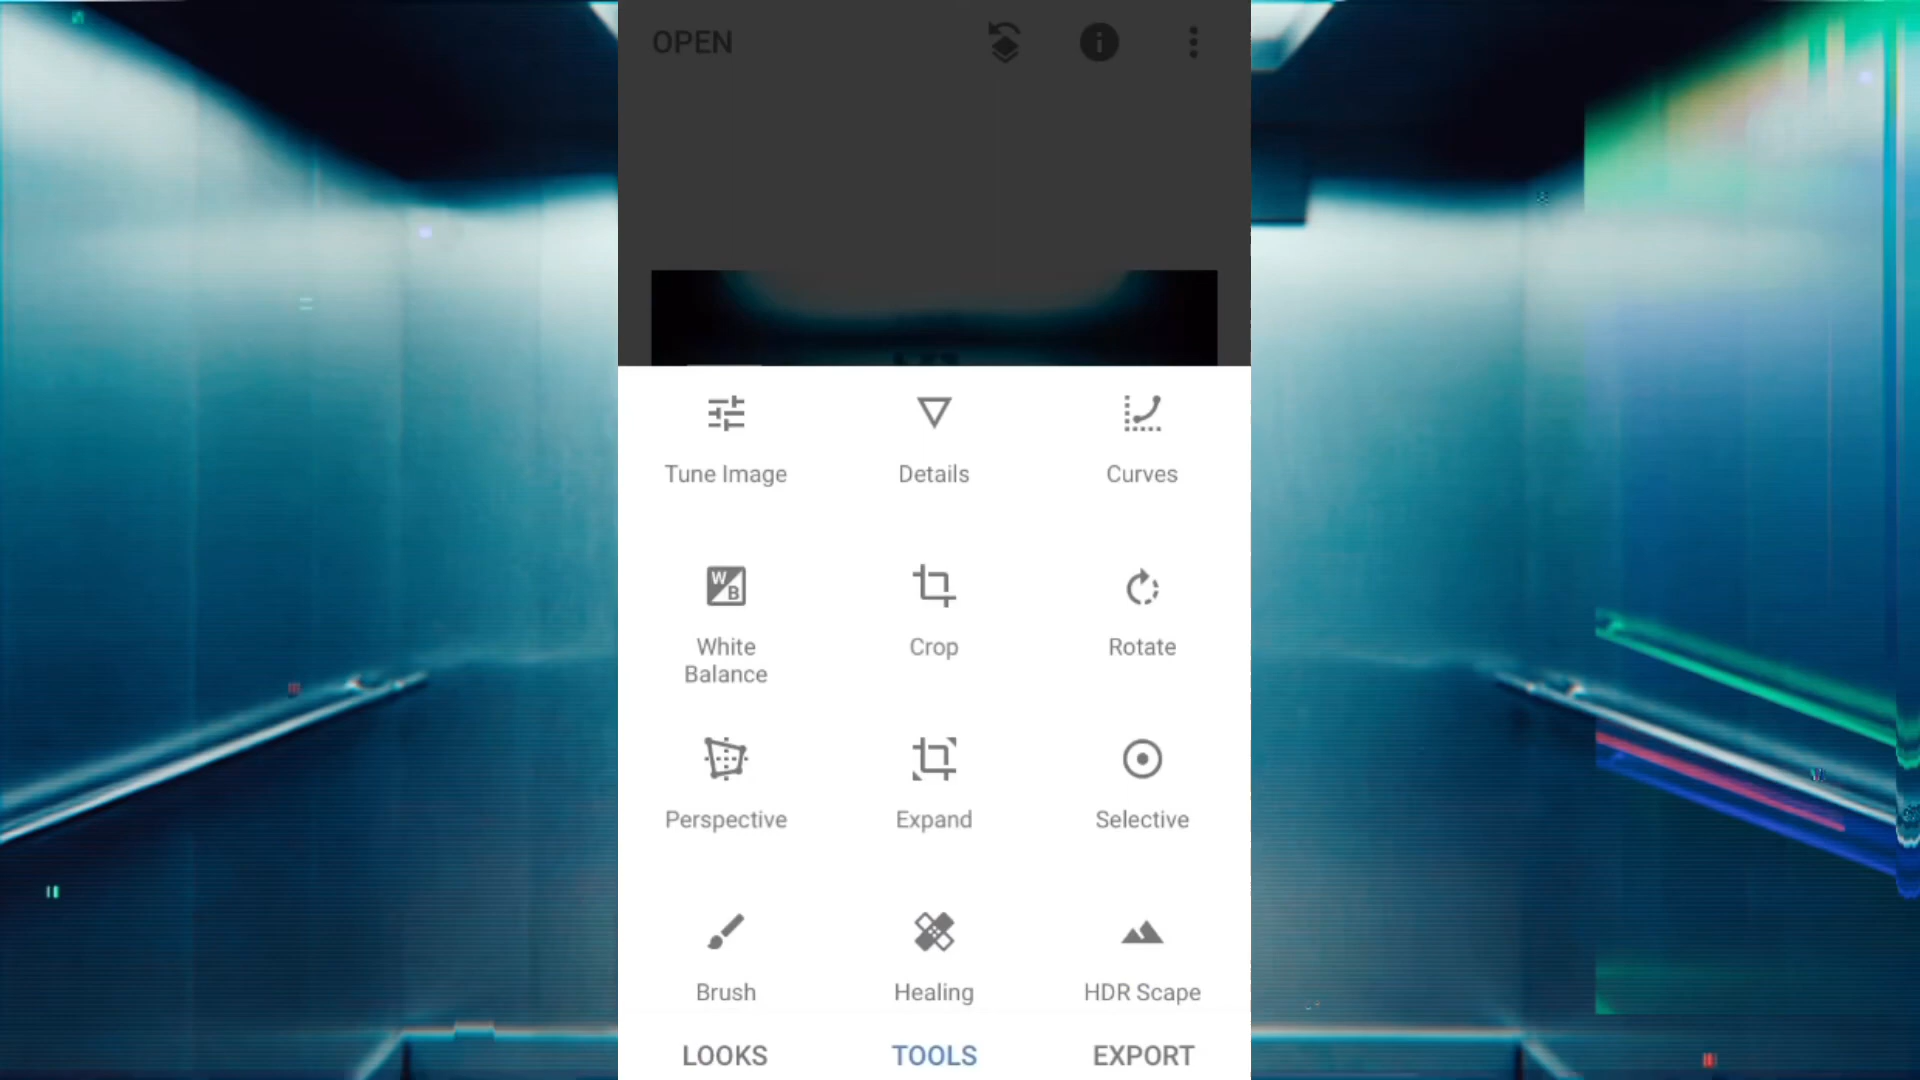 OPEN
Tune Image
Details
Curves
White
Balance
Crop
Rotate
Perspective
Expand
Selective
Brush
Healing
HDR Scape
LOOKS
TOOLS
EXPORT